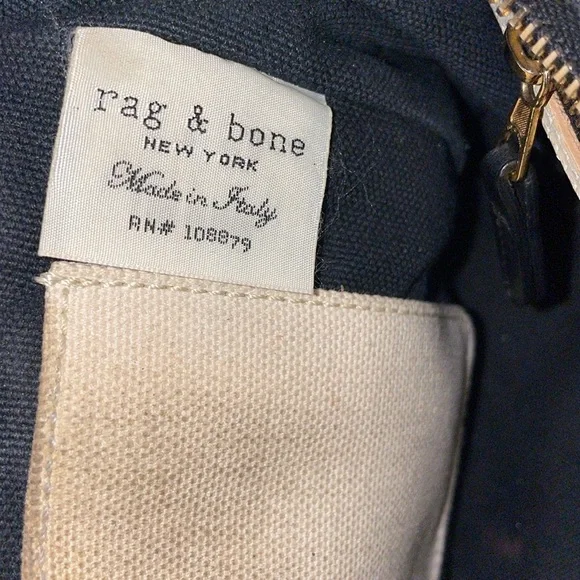 rag & bone
NEW YORK
Made in Italy
RN# 108879